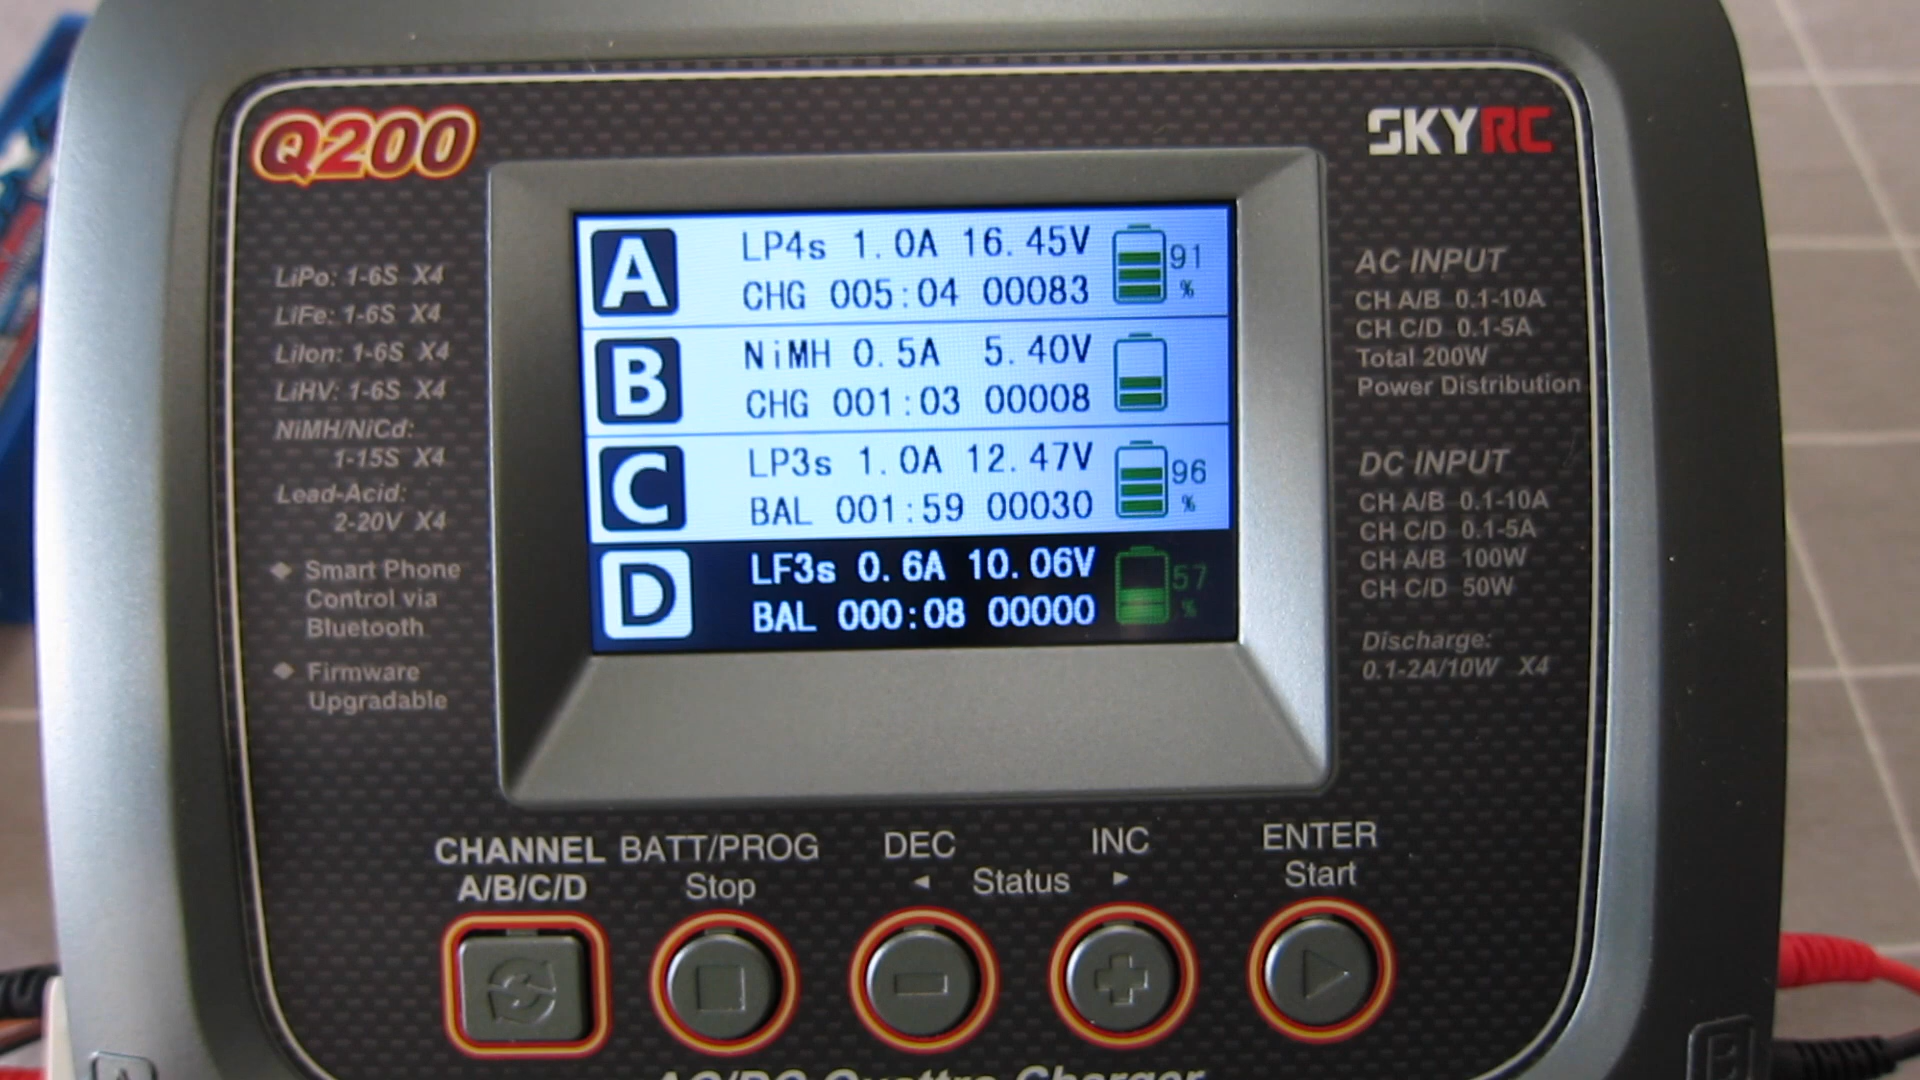 Q200
SKYRC
LiPo: 1-6S X4
LiFe: 1-6S X4
LiIon: 1-6S X4
LiHV: 1-6S X4
NiMH/NiCd:
1-15S X4
Lead-Acid:
2-20V X4
◆ Smart Phone
Control via
Bluetooth
◆ Firmware
Upgradable
A LP4s 1.0A 16.45V 91
CHG 005:04 00083 %
B NiMH 0.5A 5.40V
CHG 001:03 00008
C LP3s 1.0A 12.47V 96
BAL 001:59 00030 %
D LF3s 0.6A 10.06V 57
BAL 000:08 00000 %
AC INPUT
CH A/B 0.1-10A
CH C/D 0.1-5A
Total 200W
Power Distribution
DC INPUT
CH A/B 0.1-10A
CH C/D 0.1-5A
CH A/B 100W
CH C/D 50W
Discharge:
0.1-2A/10W X4
CHANNEL BATT/PROG DEC INC ENTER
A/B/C/D Stop ◄ Status ► Start
AC/DC Quattro Charger
A